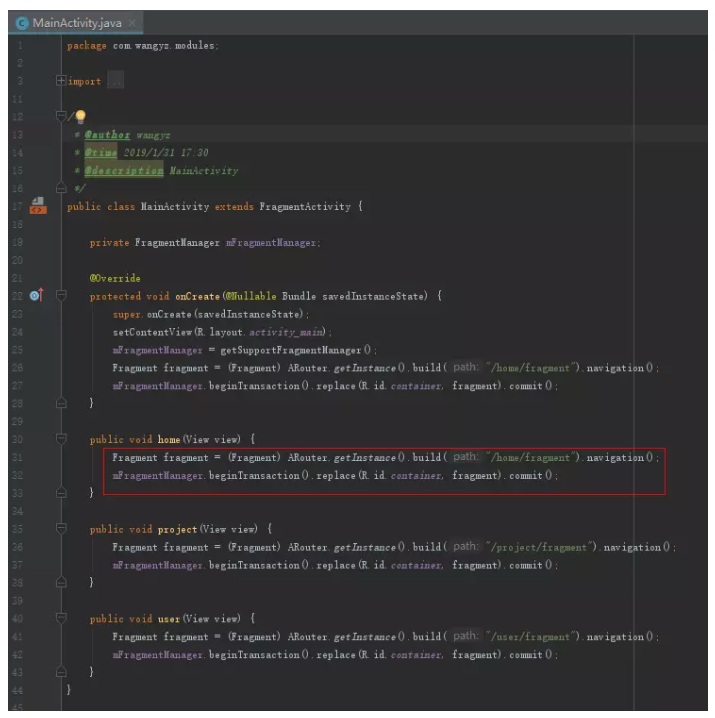 MainActivity.java
1 package com.wangyz.modules;
2
3 import ...
11
12 /
13 * @author wangyz
14 * @time 2019/1/31 17:30
15 * @description MainActivity
16 */
17 public class MainActivity extends FragmentActivity {
18
19 private FragmentManager mFragmentManager;
20
21 @Override
22 protected void onCreate(@Nullable Bundle savedInstanceState) {
23 super.onCreate(savedInstanceState);
24 setContentView(R.layout.activity_main);
25 mFragmentManager = getSupportFragmentManager();
26 Fragment fragment = (Fragment) ARouter.getInstance().build( path: "/home/fragment").navigation();
27 mFragmentManager.beginTransaction().replace(R.id.container, fragment).commit();
28 }
29
30 public void home(View view) {
31 Fragment fragment = (Fragment) ARouter.getInstance().build( path: "/home/fragment").navigation();
32 mFragmentManager.beginTransaction().replace(R.id.container, fragment).commit();
33 }
34
35 public void project(View view) {
36 Fragment fragment = (Fragment) ARouter.getInstance().build( path: "/project/fragment").navigation();
37 mFragmentManager.beginTransaction().replace(R.id.container, fragment).commit();
38 }
39
40 public void user(View view) {
41 Fragment fragment = (Fragment) ARouter.getInstance().build( path: "/user/fragment").navigation();
42 mFragmentManager.beginTransaction().replace(R.id.container, fragment).commit();
43 }
44 }
45